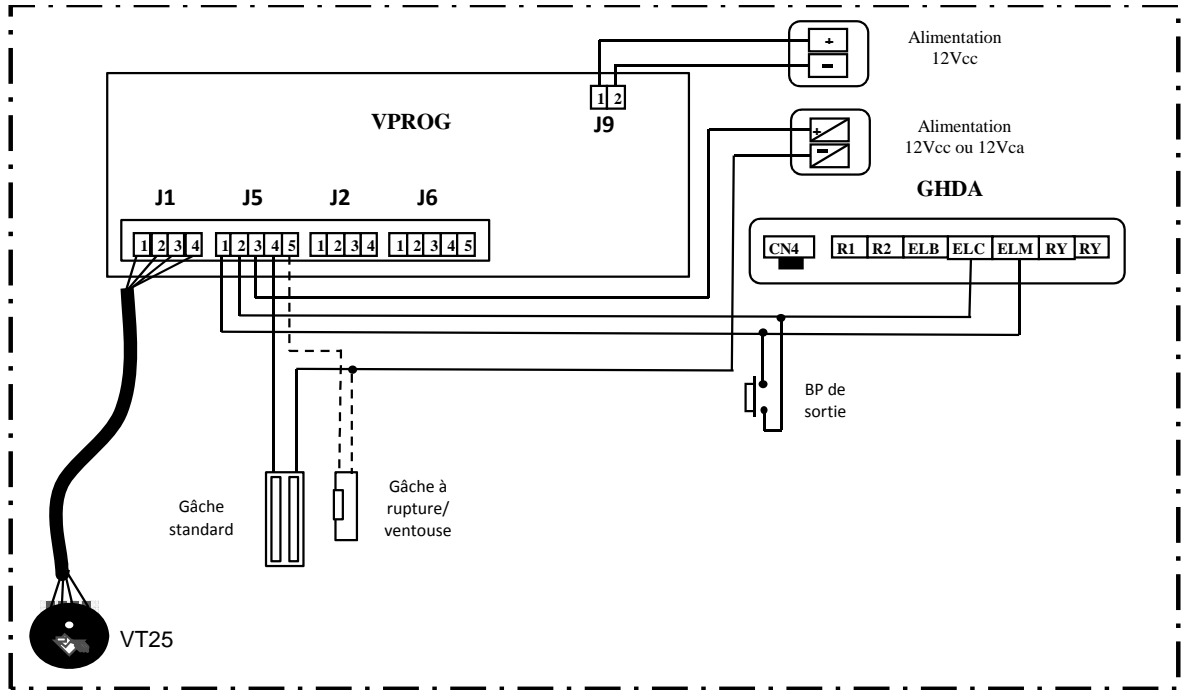 +
-
Alimentation
12Vcc
1 2
J9
VPROG
+
-
Alimentation
12Vcc ou 12Vca
GHDA
J1 J5 J2 J6
1 2 3 4 1 2 3 4 5 1 2 3 4 1 2 3 4 5
CN4 R1 R2 ELB ELC ELM RY RY
BP de
sortie
Gâche
standard
Gâche à
rupture/
ventouse
VT25